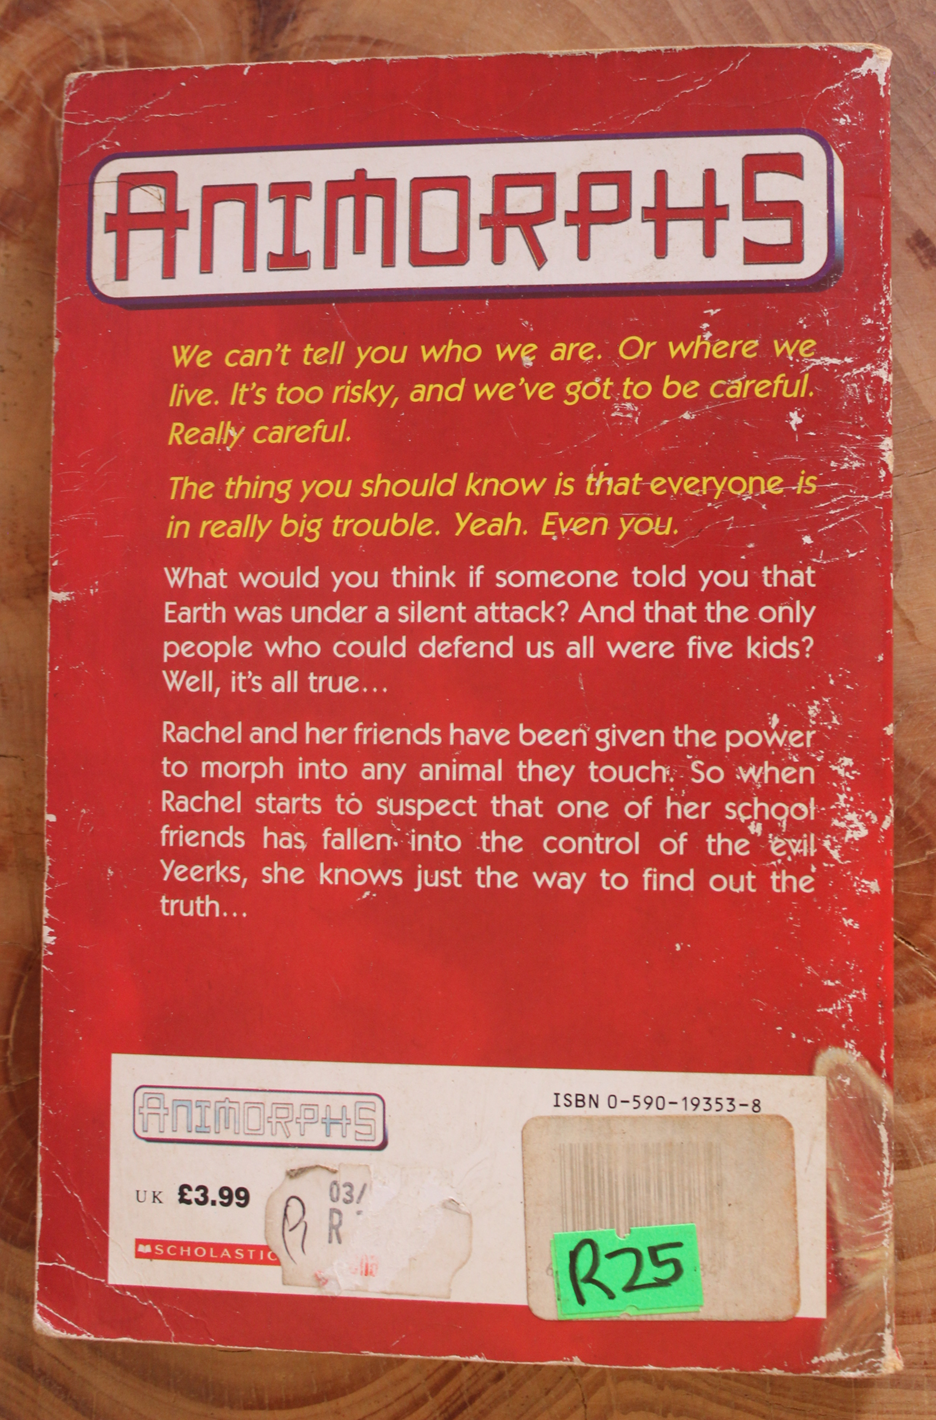 ANIMORPHS
We can't tell you who we are. Or where we
live. It's too risky, and we've got to be careful.
Really careful.
The thing you should know is that everyone is
in really big trouble. Yeah. Even you.
What would you think if someone told you that
Earth was under a silent attack? And that the only
people who could defend us all were five kids?
Well, it's all true...
Rachel and her friends have been given the power
to morph into any animal they touch. So when
Rachel starts to suspect that one of her school
friends has fallen into the control of the evil
Yeerks, she knows just the way to find out the
truth...
ANIMORPHS
ISBN 0-590-19353-8
UK £3.99
03/
R
R
SCHOLASTIC
R25